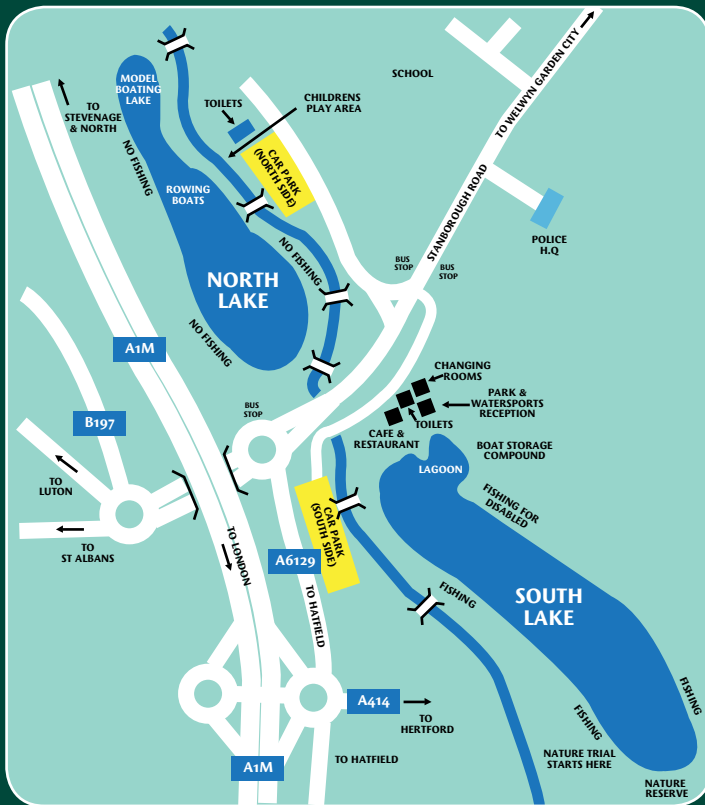 SCHOOL
TO WELWYN GARDEN CITY
MODEL
BOATING
LAKE
TOILETS
CHILDRENS
PLAY AREA
TO
STEVENAGE
& NORTH
NO FISHING
CAR PARK
(NORTH SIDE)
ROWING
BOATS
STANBOROUGH ROAD
POLICE
H.Q
NO FISHING
BUS
STOP
BUS
STOP
NORTH
LAKE
NO FISHING
A1M
CHANGING
ROOMS
PARK &
WATERSPORTS
RECEPTION
BUS
STOP
B197
TOILETS
CAFE &
RESTAURANT
BOAT STORAGE
COMPOUND
LAGOON
TO
LUTON
FISHING FOR
DISABLED
CAR PARK
(SOUTH SIDE)
TO
ST ALBANS
TO LONDON
A6129
TO HATFIELD
FISHING
SOUTH
LAKE
FISHING
FISHING
A414
TO
HERTFORD
NATURE TRIAL
STARTS HERE
TO HATFIELD
A1M
NATURE
RESERVE